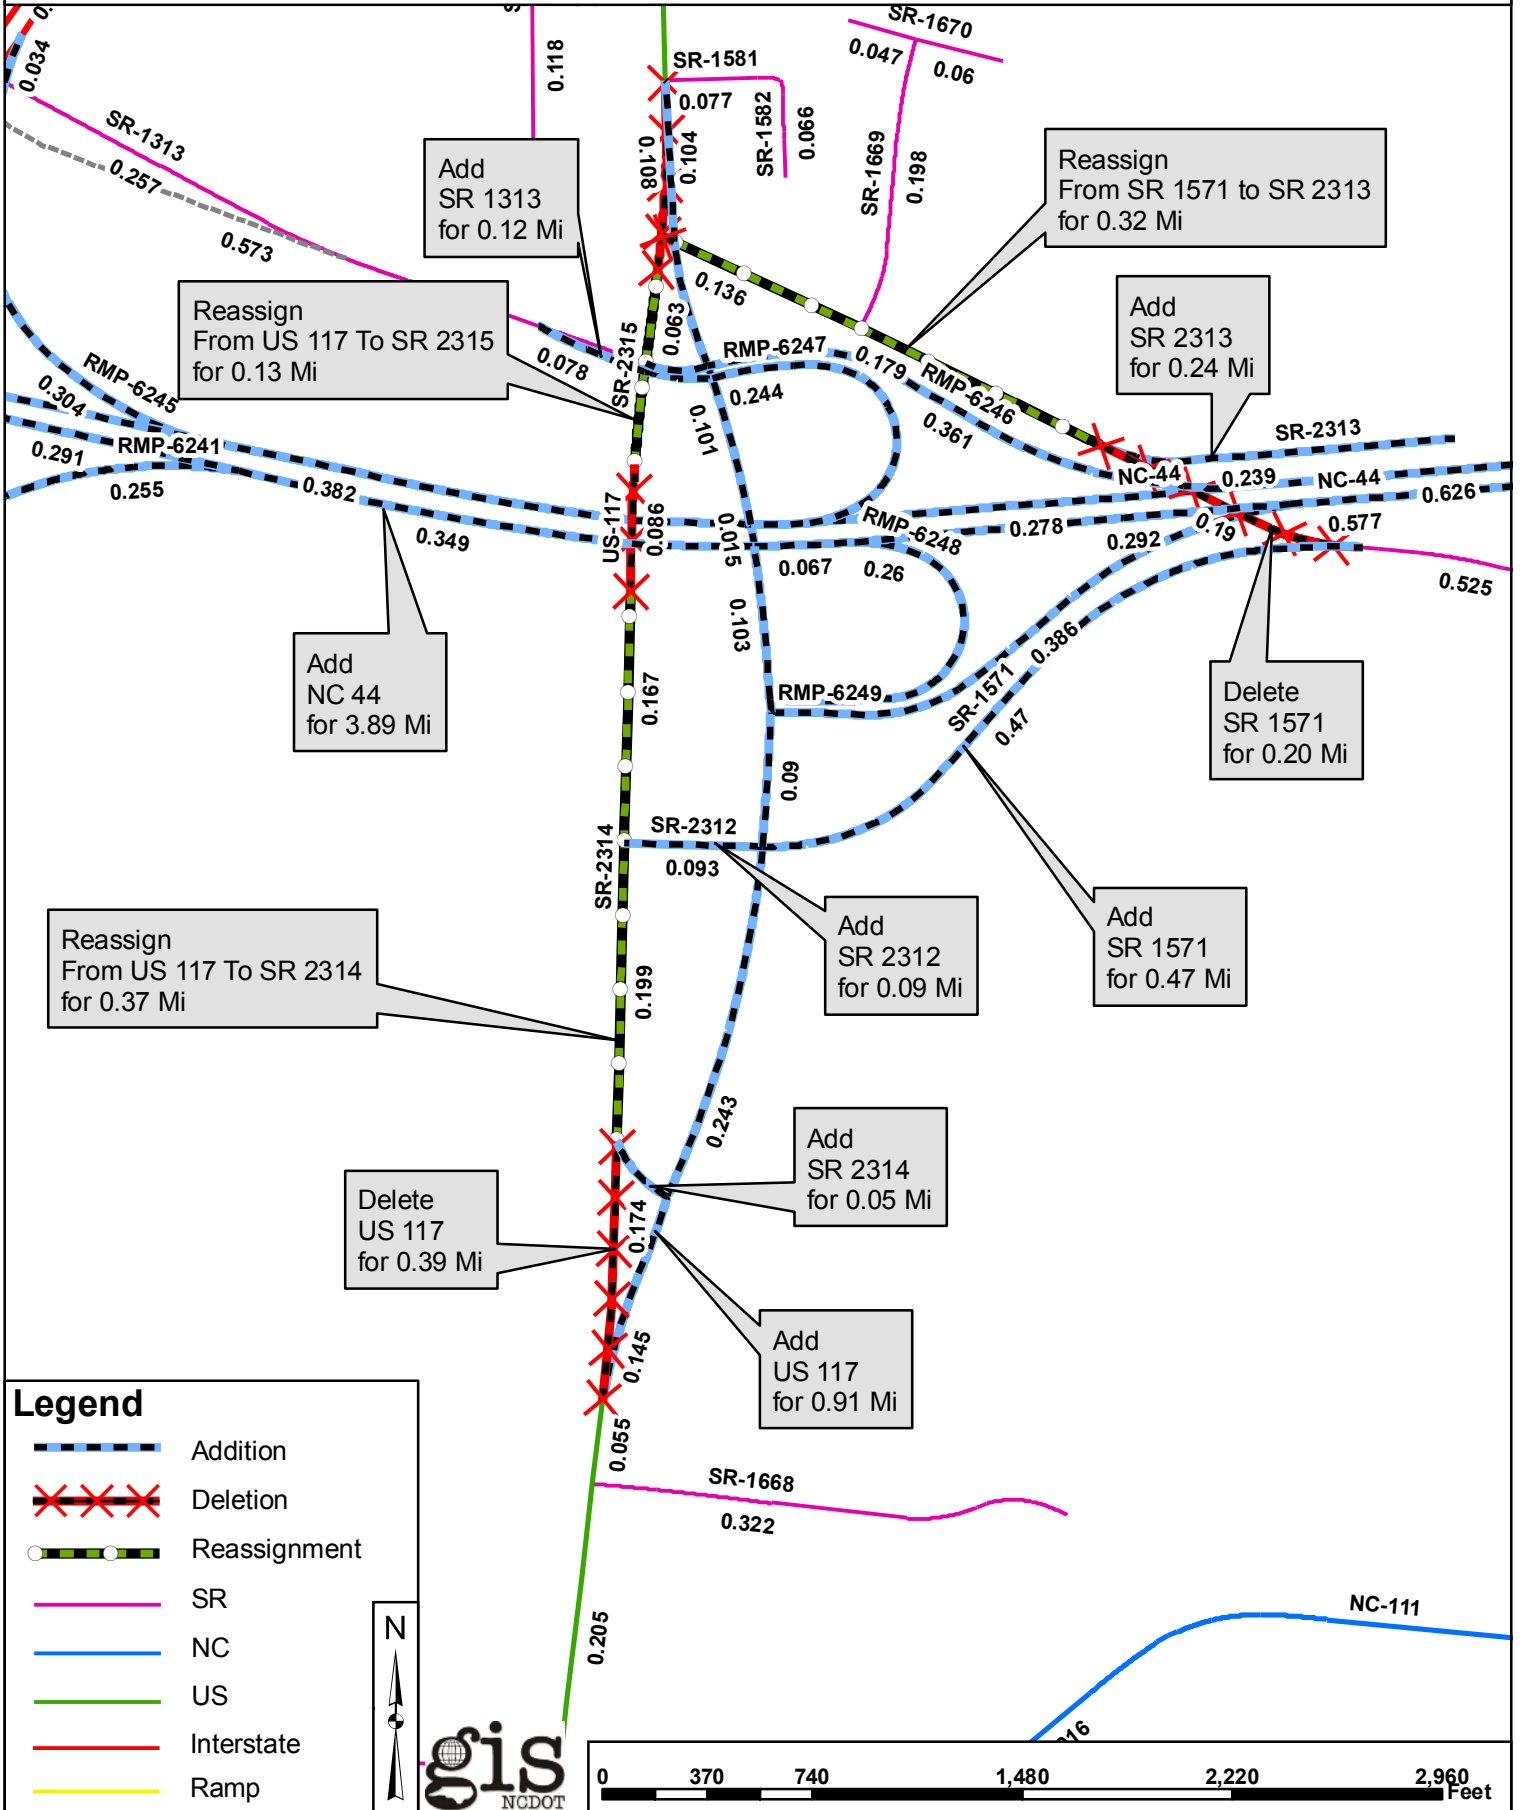 0.034
SR-1313
0.257
0.573
0.118
SR-1581
0.077
SR-1582
0.066
0.108
0.104
SR-1670
0.047
0.06
SR-1669
0.198
Add
SR 1313
for 0.12 Mi
Reassign
From SR 1571 to SR 2313
for 0.32 Mi
Reassign
From US 117 To SR 2315
for 0.13 Mi
Add
SR 2313
for 0.24 Mi
0.136
0.063
SR-2315
0.078
RMP-6247
0.244
0.179
RMP-6246
0.361
0.101
RMP-6245
0.304
0.291
RMP-6241
0.255
0.382
0.349
US-117
0.086
0.015
0.067
RMP-6248
0.26
0.278
0.292
NC-44
0.239
SR-2313
NC-44
0.626
0.577
0.19
0.525
0.103
0.386
RMP-6249
SR-1571
0.47
Add
NC 44
for 3.89 Mi
Delete
SR 1571
for 0.20 Mi
0.167
0.09
SR-2312
0.093
SR-2314
Add
SR 2312
for 0.09 Mi
Add
SR 1571
for 0.47 Mi
Reassign
From US 117 To SR 2314
for 0.37 Mi
0.199
0.243
Add
SR 2314
for 0.05 Mi
Delete
US 117
for 0.39 Mi
0.174
0.145
Add
US 117
for 0.91 Mi
0.055
SR-1668
0.322
0.205
NC-111
Legend
Addition
Deletion
Reassignment
SR
NC
US
Interstate
Ramp
N
gis
NCDOT
0 370 740 1,480 2,220 2,960
Feet